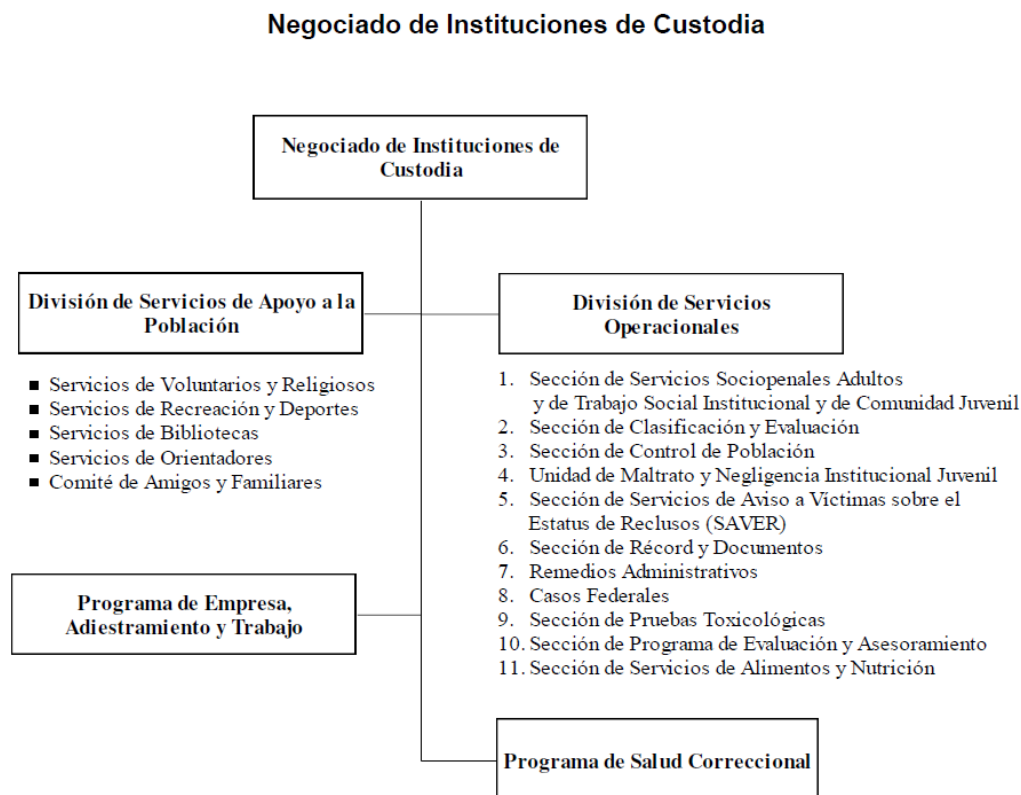 Negociado de Instituciones de Custodia
Negociado de Instituciones de
Custodia
División de Servicios de Apoyo a la
Población
■ Servicios de Voluntarios y Religiosos
■ Servicios de Recreación y Deportes
■ Servicios de Bibliotecas
■ Servicios de Orientadores
■ Comité de Amigos y Familiares
División de Servicios
Operacionales
1. Sección de Servicios Sociopenales Adultos
y de Trabajo Social Institucional y de Comunidad Juvenil
2. Sección de Clasificación y Evaluación
3. Sección de Control de Población
4. Unidad de Maltrato y Negligencia Institucional Juvenil
5. Sección de Servicios de Aviso a Víctimas sobre el
Estatus de Reclusos (SAVER)
6. Sección de Récord y Documentos
7. Remedios Administrativos
8. Casos Federales
9. Sección de Pruebas Toxicológicas
10. Sección de Programa de Evaluación y Asesoramiento
11. Sección de Servicios de Alimentos y Nutrición
Programa de Empresa,
Adiestramiento y Trabajo
Programa de Salud Correccional